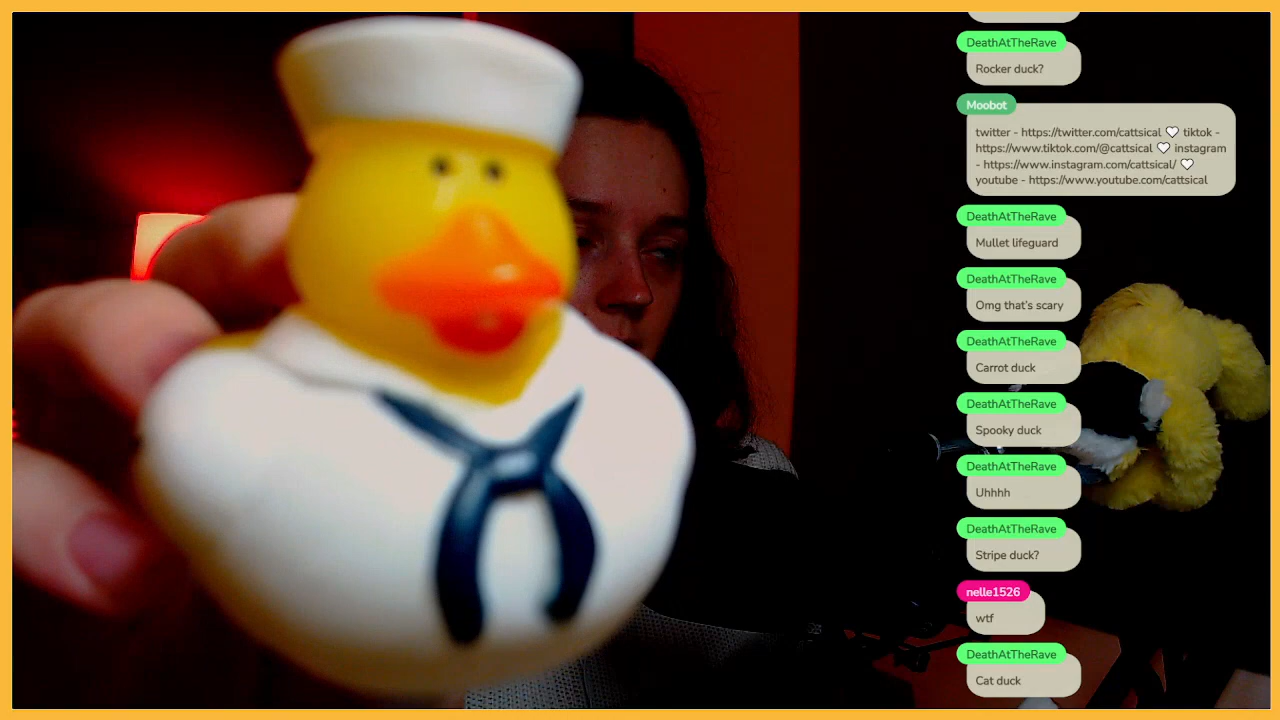 DeathAtTheRave
Rocker duck?
Moobot
twitter - https://twitter.com/cattsical 🤍 tiktok -
https://www.tiktok.com/@cattsical 🤍 instagram
- https://www.instagram.com/cattsical/ 🤍
youtube - https://www.youtube.com/cattsical
DeathAtTheRave
Mullet lifeguard
DeathAtTheRave
Omg that's scary
DeathAtTheRave
Carrot duck
DeathAtTheRave
Spooky duck
DeathAtTheRave
Uhhhh
DeathAtTheRave
Stripe duck?
nelle1526
wtf
DeathAtTheRave
Cat duck